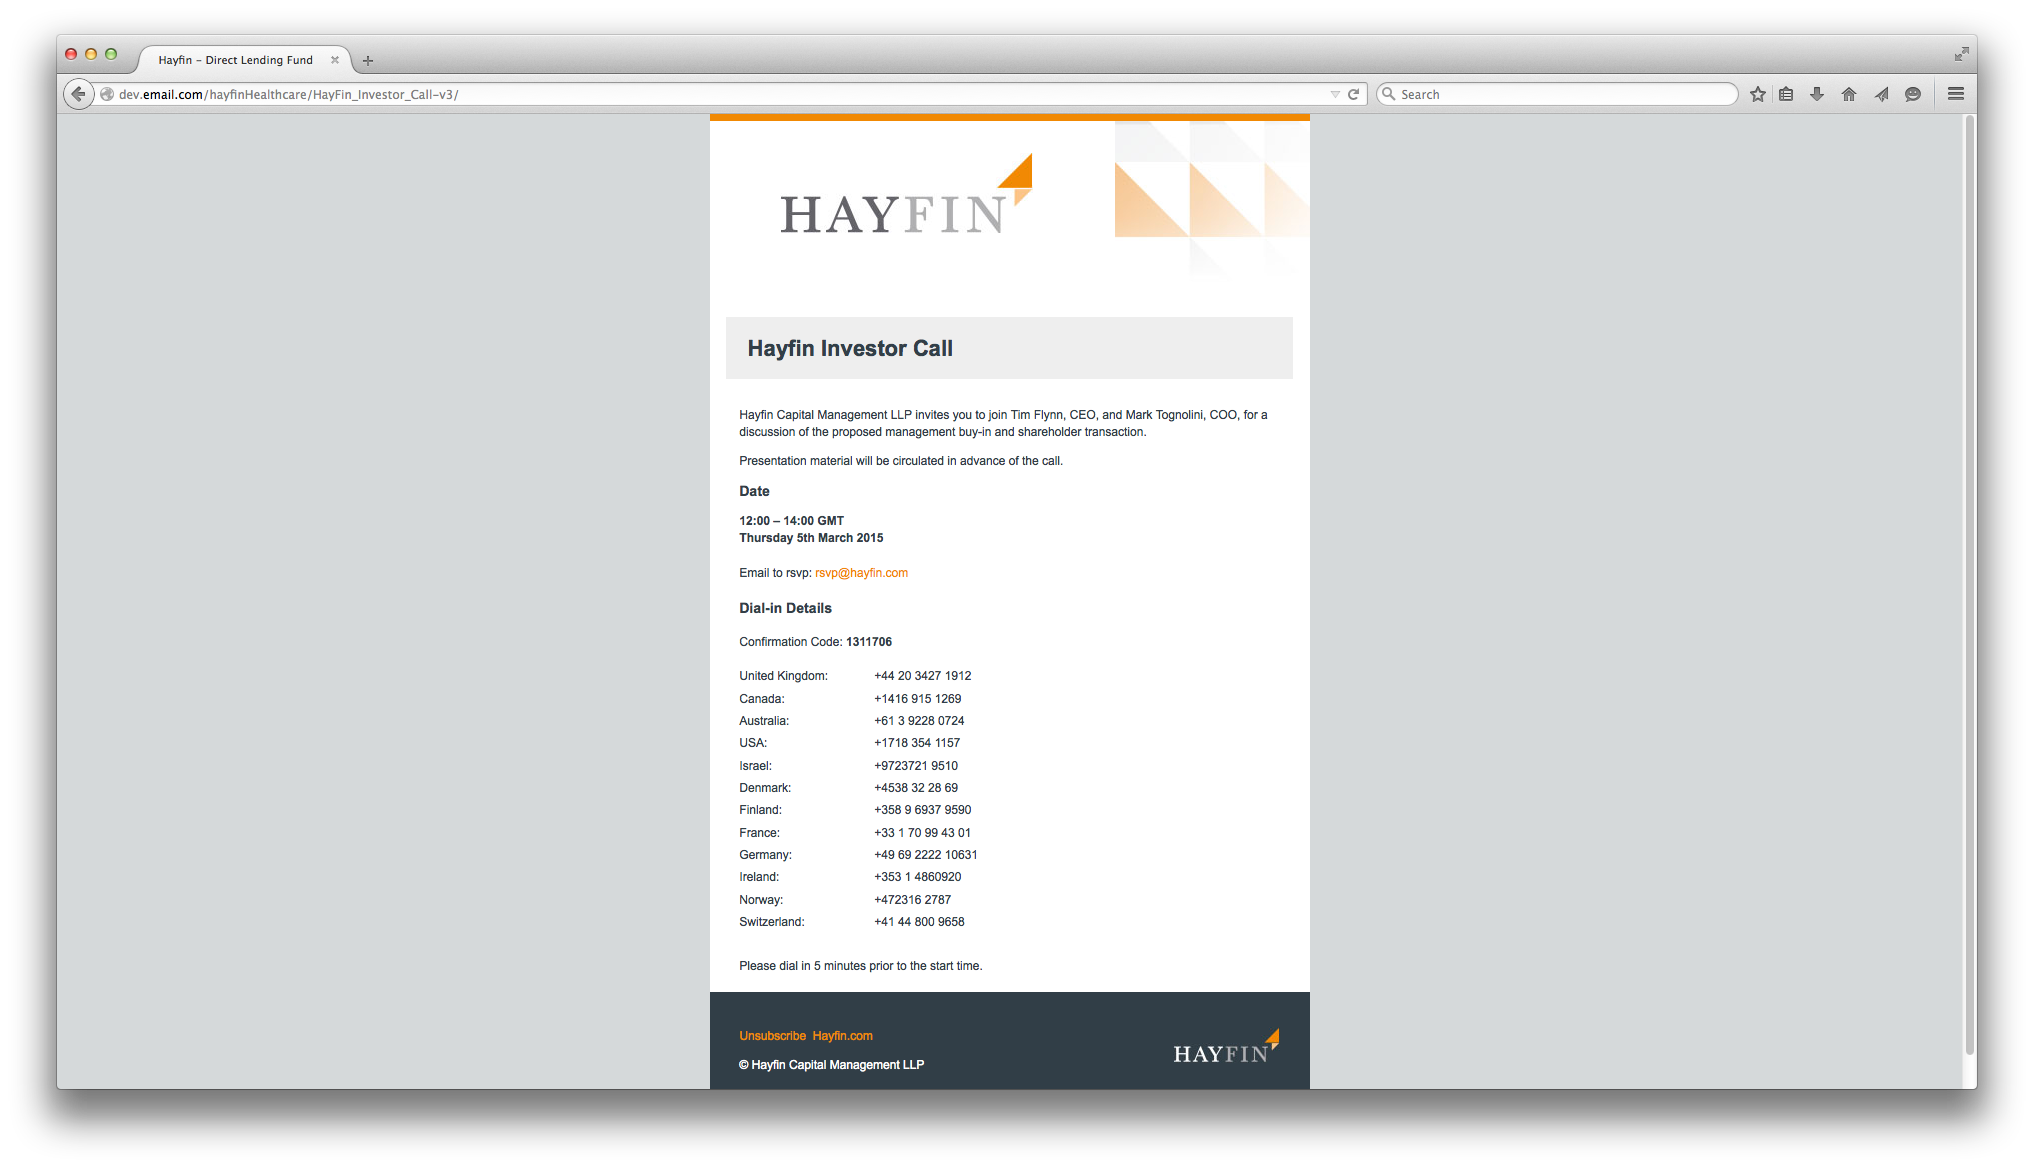 Hayfin – Direct Lending Fund
dev.email.com/hayfinHealthcare/HayFin_Investor_Call-v3/
Search
HAYFIN
Hayfin Investor Call
Hayfin Capital Management LLP invites you to join Tim Flynn, CEO, and Mark Tognolini, COO, for a
discussion of the proposed management buy-in and shareholder transaction.
Presentation material will be circulated in advance of the call.
Date
12:00 – 14:00 GMT
Thursday 5th March 2015
Email to rsvp: rsvp@hayfin.com
Dial-in Details
Confirmation Code: 1311706
United Kingdom: +44 20 3427 1912
Canada: +1416 915 1269
Australia: +61 3 9228 0724
USA: +1718 354 1157
Israel: +9723721 9510
Denmark: +4538 32 28 69
Finland: +358 9 6937 9590
France: +33 1 70 99 43 01
Germany: +49 69 2222 10631
Ireland: +353 1 4860920
Norway: +472316 2787
Switzerland: +41 44 800 9658
Please dial in 5 minutes prior to the start time.
Unsubscribe Hayfin.com
© Hayfin Capital Management LLP
HAYFIN